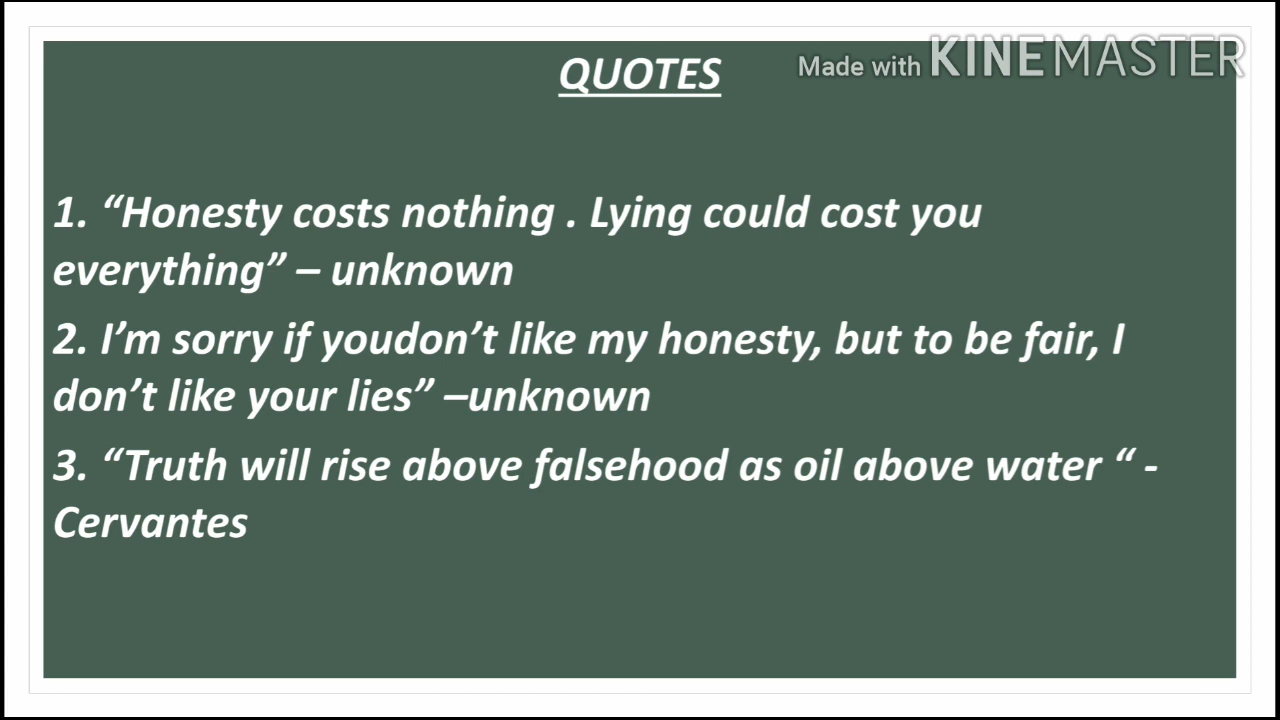 QUOTES
Made with KINEMASTER
1. “Honesty costs nothing . Lying could cost you
everything” – unknown
2. I’m sorry if youdon’t like my honesty, but to be fair, I
don’t like your lies” –unknown
3. “Truth will rise above falsehood as oil above water “ -
Cervantes